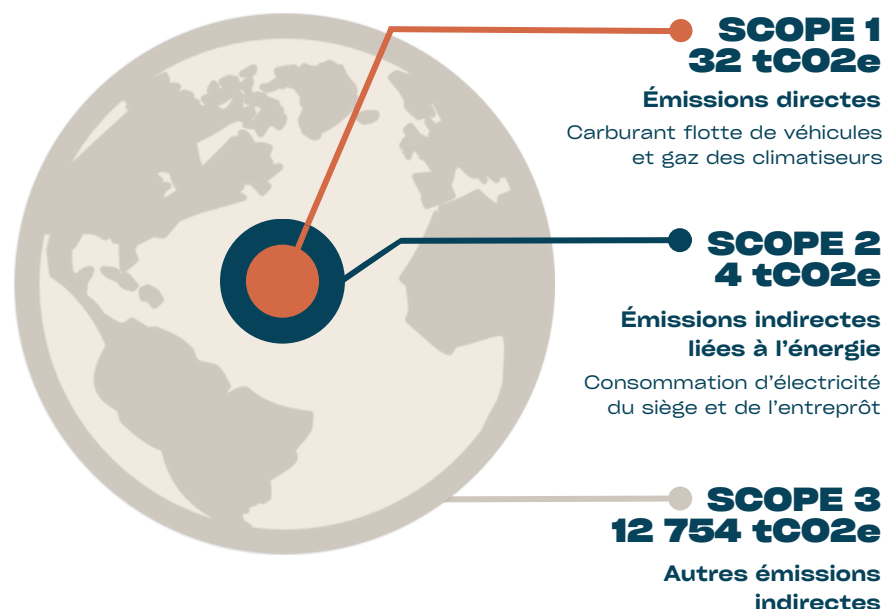 SCOPE 1
32 tCO2e
Émissions directes
Carburant flotte de véhicules
et gaz des climatiseurs
SCOPE 2
4 tCO2e
Émissions indirectes
liées à l’énergie
Consommation d’électricité
du siège et de l’entreprôt
SCOPE 3
12 754 tCO2e
Autres émissions
indirectes